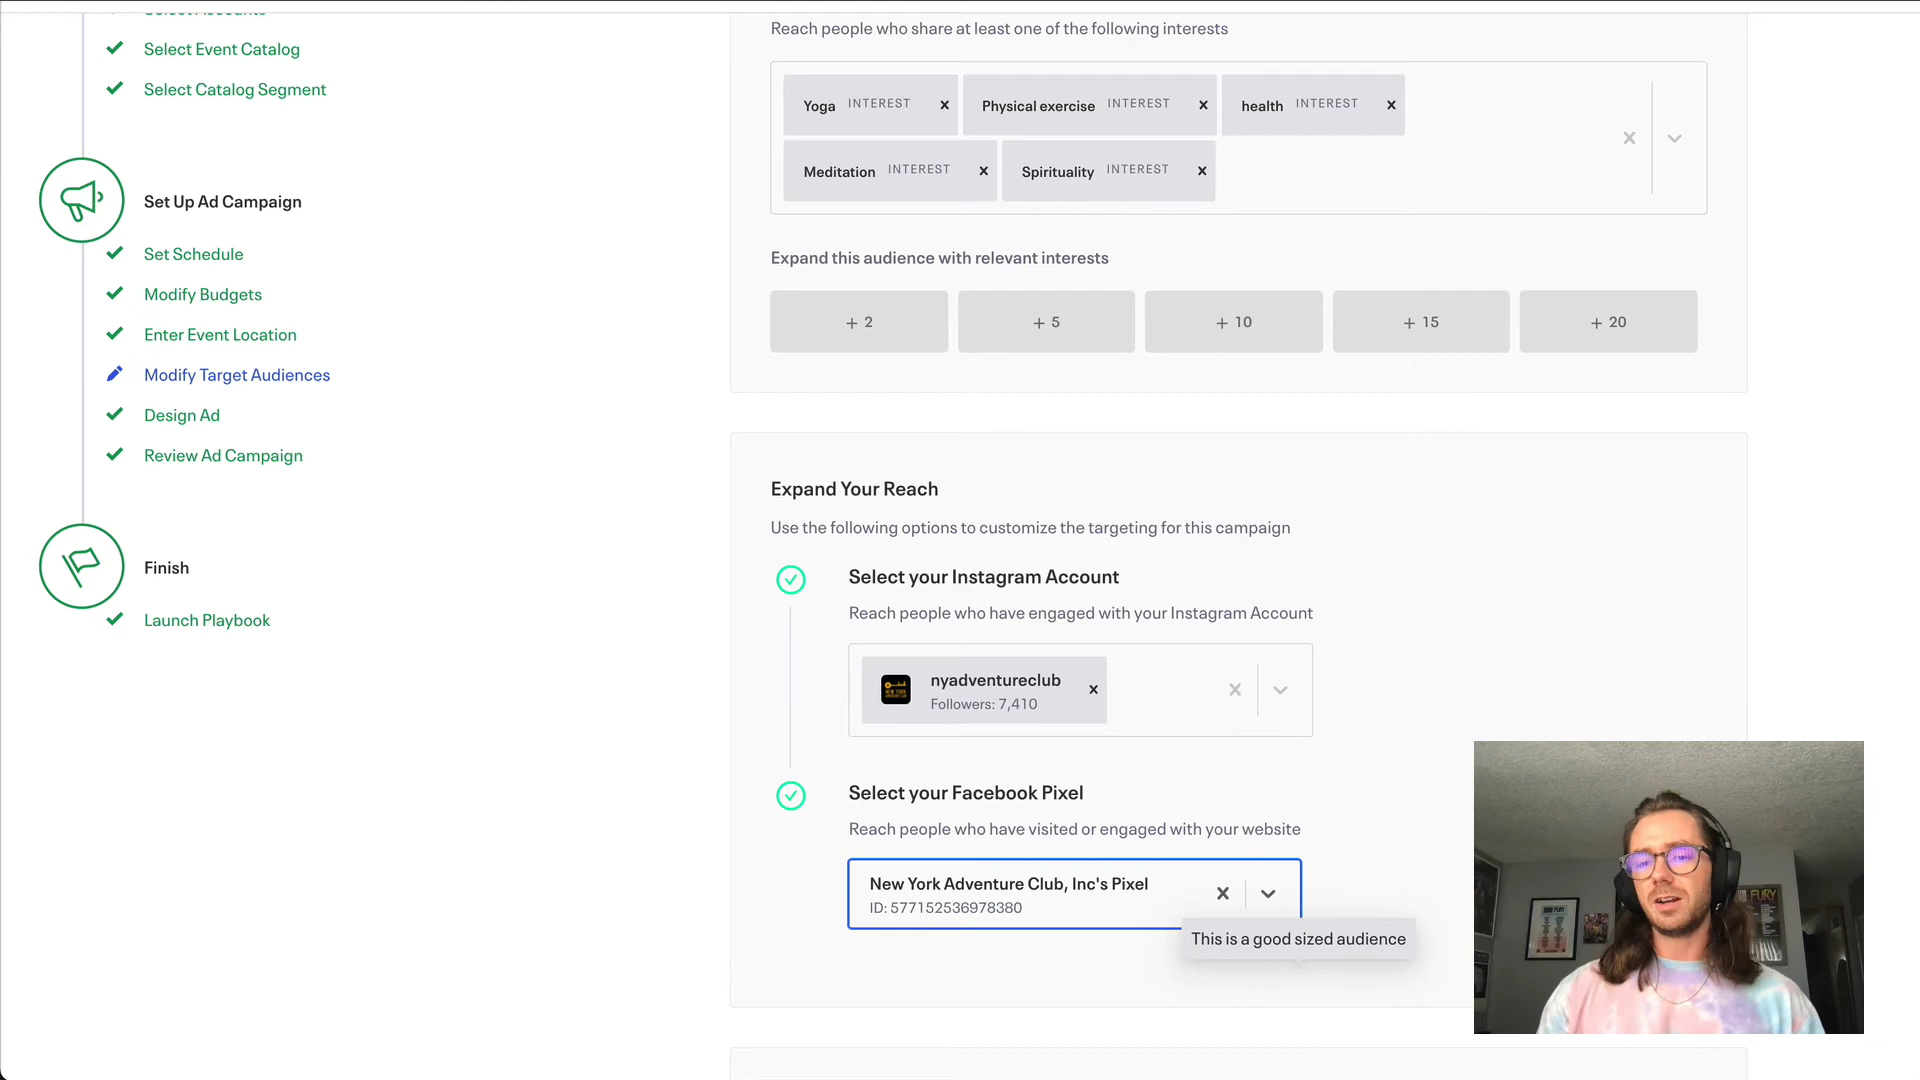 Select Accounts
Select Event Catalog
Select Catalog Segment
Set Up Ad Campaign
Set Schedule
Modify Budgets
Enter Event Location
Modify Target Audiences
Design Ad
Review Ad Campaign
Finish
Launch Playbook
Reach people who share at least one of the following interests
Yoga INTEREST
Physical exercise INTEREST
health INTEREST
Meditation INTEREST
Spirituality INTEREST
Expand this audience with relevant interests
+ 2
+ 5
+ 10
+ 15
+ 20
Expand Your Reach
Use the following options to customize the targeting for this campaign
Select your Instagram Account
Reach people who have engaged with your Instagram Account
nyadventureclub
Followers: 7,410
Select your Facebook Pixel
Reach people who have visited or engaged with your website
New York Adventure Club, Inc's Pixel
ID: 577152536978380
This is a good sized audience
FURY
FURY